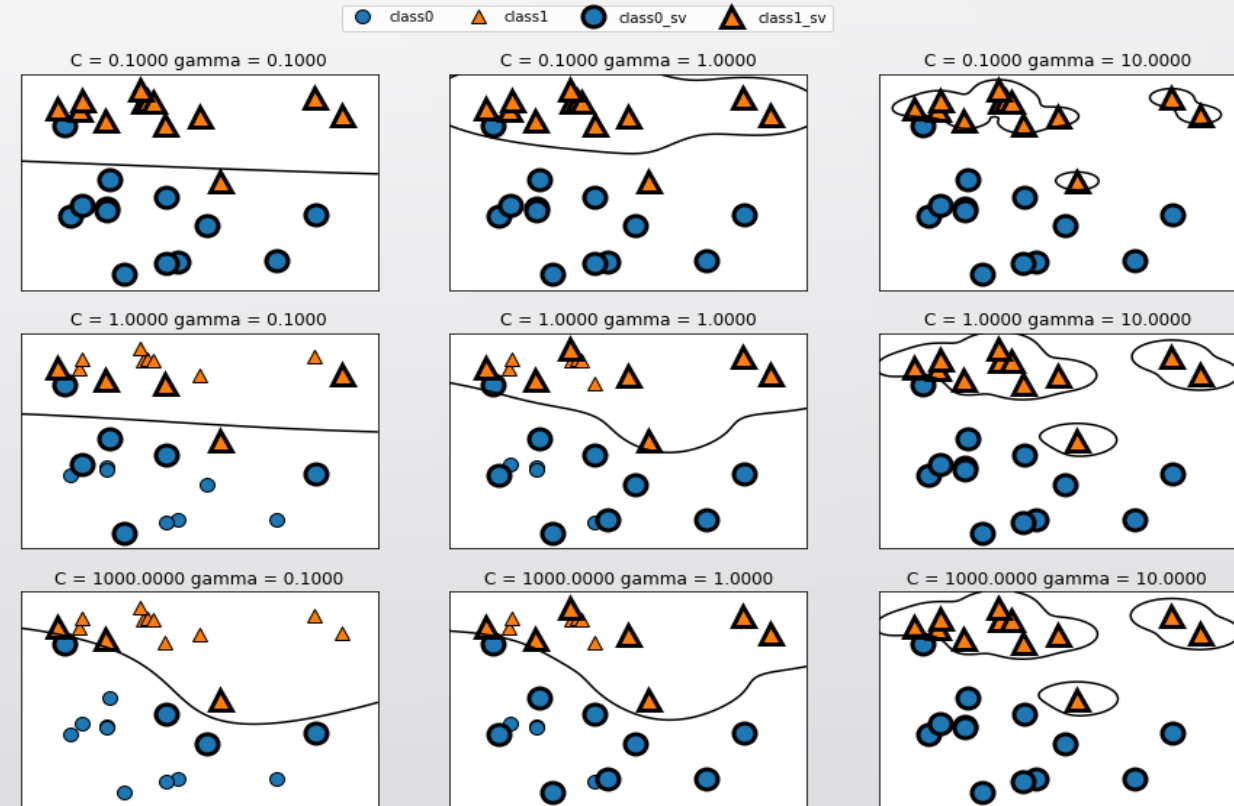 class0 class1 class0_sv class1_sv
C = 0.1000 gamma = 0.1000
C = 0.1000 gamma = 1.0000
C = 0.1000 gamma = 10.0000
C = 1.0000 gamma = 0.1000
C = 1.0000 gamma = 1.0000
C = 1.0000 gamma = 10.0000
C = 1000.0000 gamma = 0.1000
C = 1000.0000 gamma = 1.0000
C = 1000.0000 gamma = 10.0000